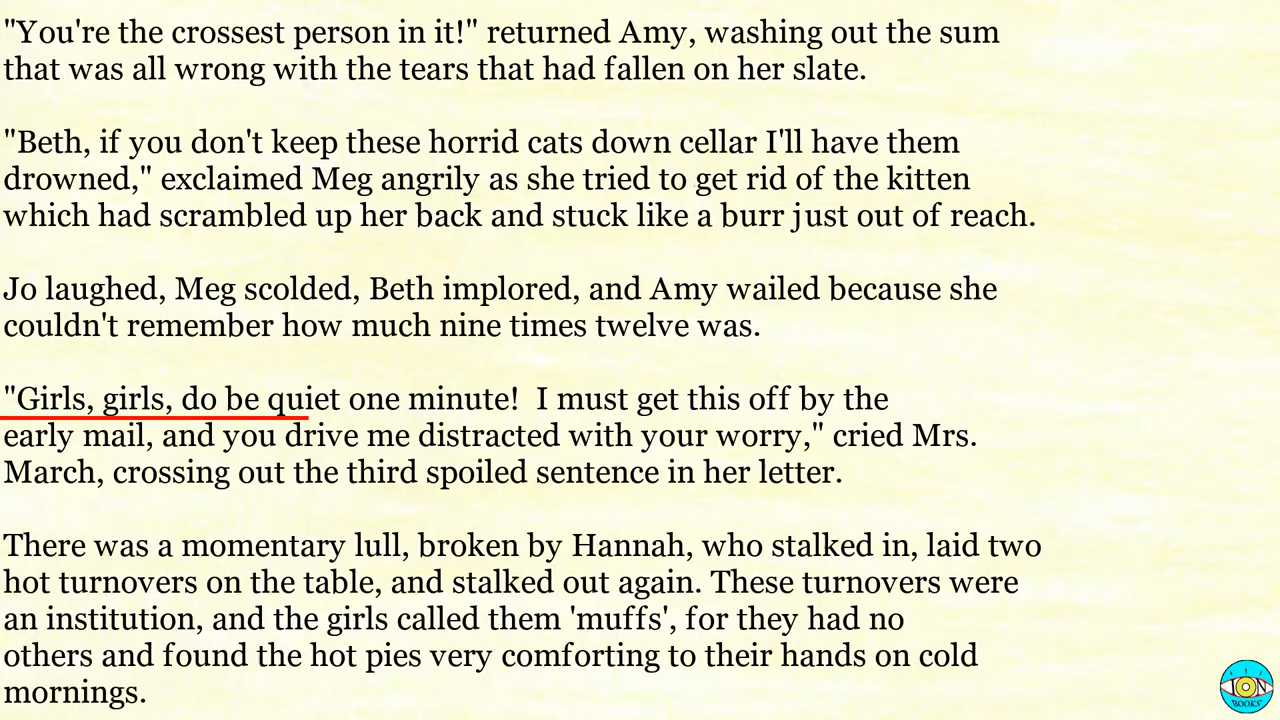 "You're the crossest person in it!" returned Amy, washing out the sum
that was all wrong with the tears that had fallen on her slate.
"Beth, if you don't keep these horrid cats down cellar I'll have them
drowned," exclaimed Meg angrily as she tried to get rid of the kitten
which had scrambled up her back and stuck like a burr just out of reach.
Jo laughed, Meg scolded, Beth implored, and Amy wailed because she
couldn't remember how much nine times twelve was.
"Girls, girls, do be quiet one minute!  I must get this off by the
early mail, and you drive me distracted with your worry," cried Mrs.
March, crossing out the third spoiled sentence in her letter.
There was a momentary lull, broken by Hannah, who stalked in, laid two
hot turnovers on the table, and stalked out again. These turnovers were
an institution, and the girls called them 'muffs', for they had no
others and found the hot pies very comforting to their hands on cold
mornings.
ION
BOOKS